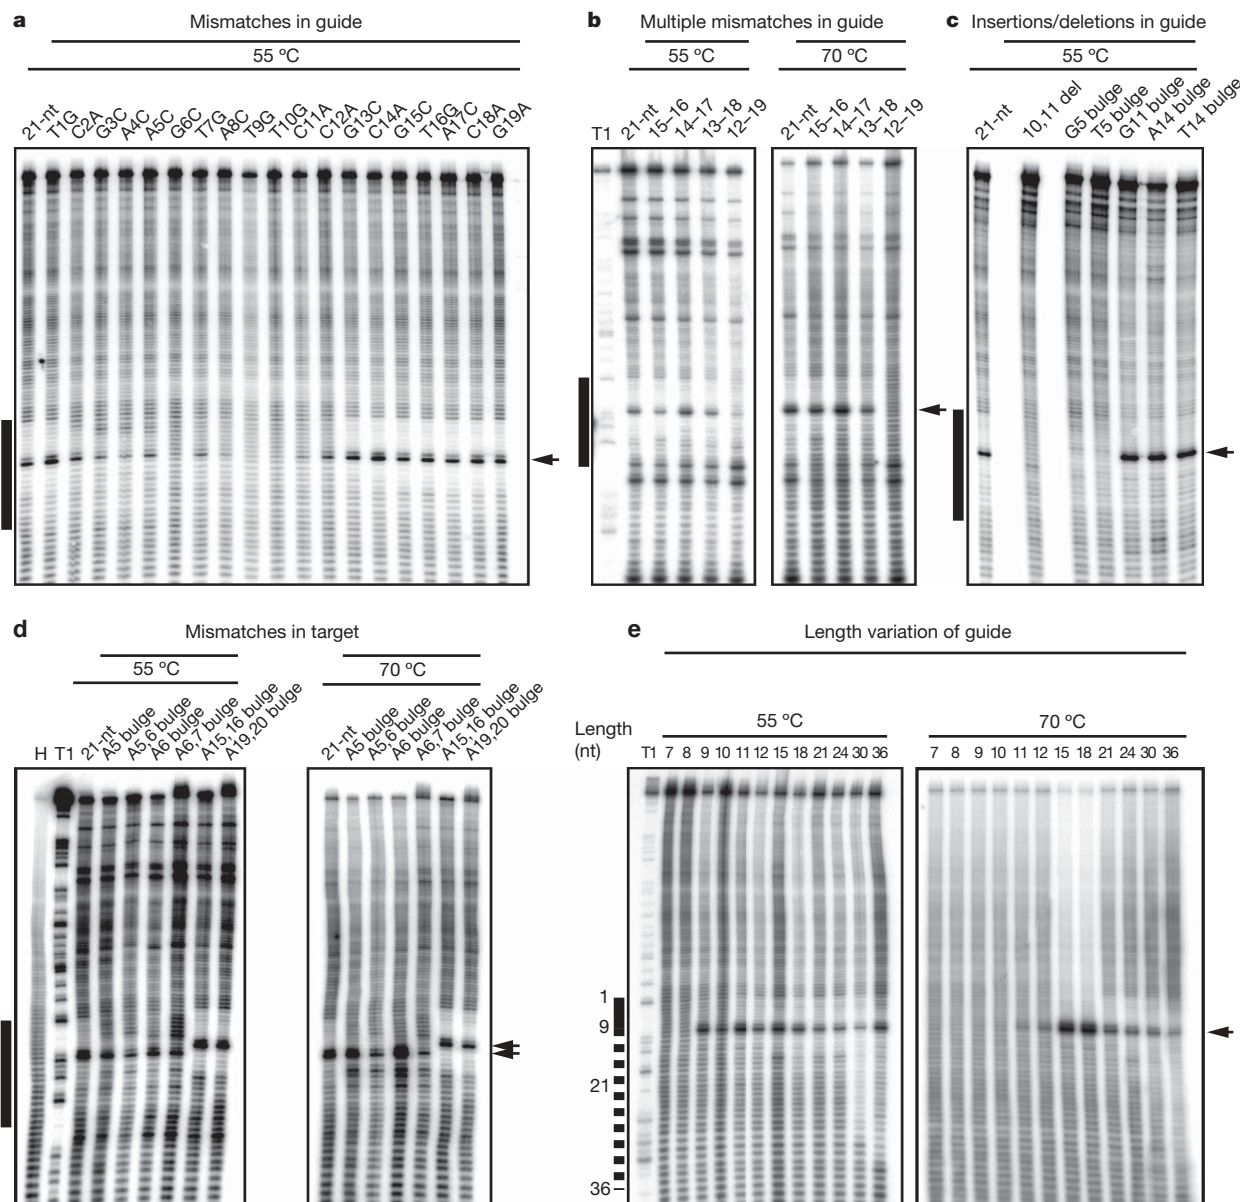 a Mismatches in guide
55 ºC
21-nt T1G C2A G3C A4C A5C G6C T7G A8C T9G T10G C11A C12A G13C C14A G15C T16G A17C C18A G19A
b Multiple mismatches in guide
55 ºC 70 ºC
T1 21-nt 15–16 14–17 13–18 12–19 21-nt 15–16 14–17 13–18 12–19
c Insertions/deletions in guide
55 ºC
21-nt 10,11 del G5 bulge T5 bulge G11 bulge A14 bulge T14 bulge
d Mismatches in target
55 ºC 70 ºC
H T1 21-nt A5 bulge A5,6 bulge A6 bulge A6,7 bulge A15,16 bulge A19,20 bulge 21-nt A5 bulge A5,6 bulge A6 bulge A6,7 bulge A15,16 bulge A19,20 bulge
e Length variation of guide
55 ºC 70 ºC
Length
(nt) T1 7 8 9 10 11 12 15 18 21 24 30 36 7 8 9 10 11 12 15 18 21 24 30 36
1
9
21
36